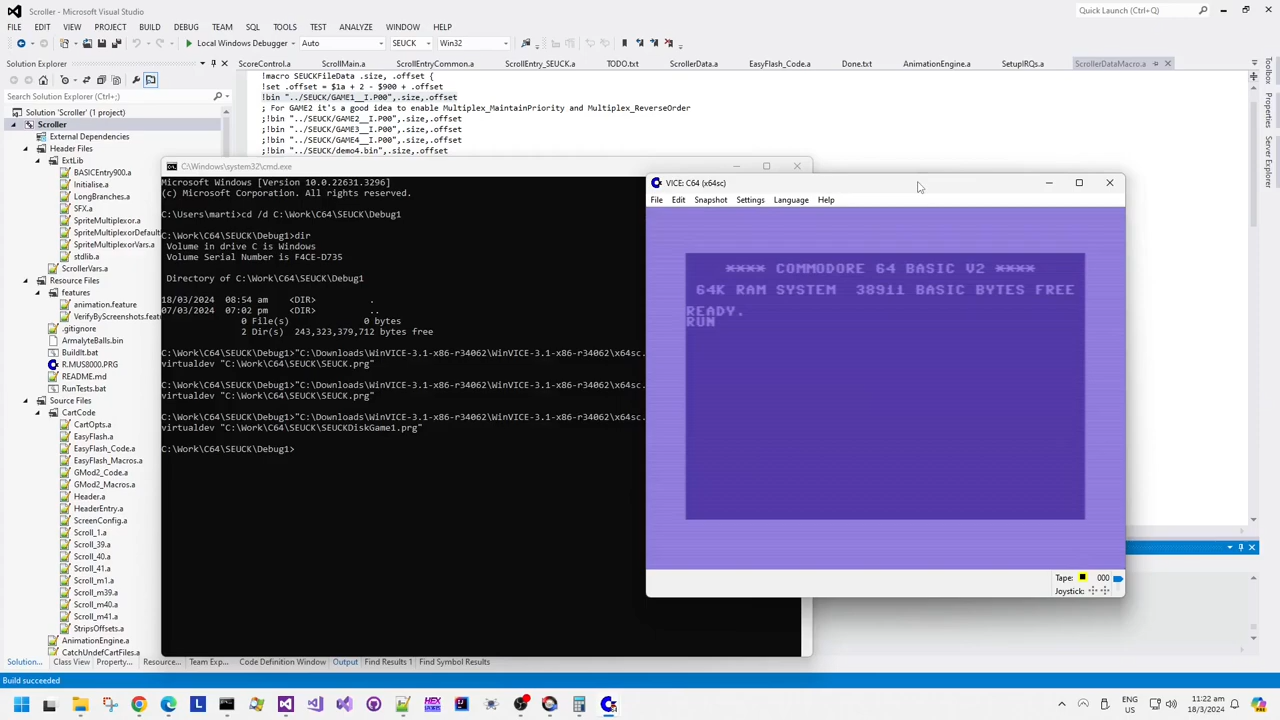 Scroller - Microsoft Visual Studio
Quick Launch (Ctrl+Q)
FILE EDIT VIEW PROJECT BUILD DEBUG TEAM SQL TOOLS TEST ANALYZE WINDOW HELP
Local Windows Debugger Auto SEUCK Win32
Solution Explorer
ScoreControl.a ScrollMain.a ScrollEntryCommon.a ScrollEntry_SEUCK.a TODO.txt ScrollerData.a EasyFlash_Code.a Done.txt AnimationEngine.a SetupIRQs.a ScrollerDataMacro.a
Search Solution Explorer (Ctrl+;)
Solution 'Scroller' (1 project)
Scroller
External Dependencies
Header Files
ExtLib
BASICEntry900.a
Initialise.a
LongBranches.a
SFX.a
SpriteMultiplexor.a
SpriteMultiplexorDefault
SpriteMultiplexorVars.a
stdlib.a
ScrollerVars.a
Resource Files
features
animation.feature
VerifyByScreenshots.featu
.gitignore
ArmalyteBalls.bin
BuildIt.bat
R.MUS8000.PRG
README.md
RunTests.bat
Source Files
CartCode
CartOpts.a
EasyFlash.a
EasyFlash_Code.a
EasyFlash_Macros.a
GMod2_Code.a
GMod2_Macros.a
Header.a
HeaderEntry.a
ScreenConfig.a
Scroll_1.a
Scroll_39.a
Scroll_40.a
Scroll_41.a
Scroll_m1.a
Scroll_m39.a
Scroll_m40.a
Scroll_m41.a
StripsOffsets.a
AnimationEngine.a
CatchUndefCartFiles.a
!macro SEUCKFileData .size, .offset {
!set .offset = $1a + 2 - $900 + .offset
!bin "../SEUCK/GAME1__I.P00",.size,.offset
; For GAME2 it's a good idea to enable Multiplex_MaintainPriority and Multiplex_ReverseOrder
;!bin "../SEUCK/GAME2__I.P00",.size,.offset
;!bin "../SEUCK/GAME3__I.P00",.size,.offset
;!bin "../SEUCK/GAME4__I.P00",.size,.offset
;!bin "../SEUCK/demo4.bin",.size,.offset
C:\Windows\system32\cmd.exe
Microsoft Windows [Version 10.0.22631.3296]
(c) Microsoft Corporation. All rights reserved.
C:\Users\marti>cd /d C:\Work\C64\SEUCK\Debug1
C:\Work\C64\SEUCK\Debug1>dir
Volume in drive C is Windows
Volume Serial Number is F4CE-D735
Directory of C:\Work\C64\SEUCK\Debug1
18/03/2024 08:54 am <DIR> .
07/03/2024 07:02 pm <DIR> ..
0 File(s) 0 bytes
2 Dir(s) 243,323,379,712 bytes free
C:\Work\C64\SEUCK\Debug1>"C:\Downloads\WinVICE-3.1-x86-r34062\WinVICE-3.1-x86-r34062\x64sc.
virtualdev "C:\Work\C64\SEUCK\SEUCK.prg"
C:\Work\C64\SEUCK\Debug1>"C:\Downloads\WinVICE-3.1-x86-r34062\WinVICE-3.1-x86-r34062\x64sc.
virtualdev "C:\Work\C64\SEUCK\SEUCK.prg"
C:\Work\C64\SEUCK\Debug1>"C:\Downloads\WinVICE-3.1-x86-r34062\WinVICE-3.1-x86-r34062\x64sc.
virtualdev "C:\Work\C64\SEUCK\SEUCKDiskGame1.prg"
C:\Work\C64\SEUCK\Debug1>
VICE: C64 (x64sc)
File Edit Snapshot Settings Language Help
**** COMMODORE 64 BASIC V2 ****
64K RAM SYSTEM 38911 BASIC BYTES FREE
READY.
RUN
Tape: 000
Joystick:
Toolbox
Properties
Server Explorer
Solution... Class View Property... Resource... Team Exp... Code Definition Window Output Find Results 1 Find Symbol Results
Build succeeded
HEX
ENG
US
11:22 am
18/3/2024